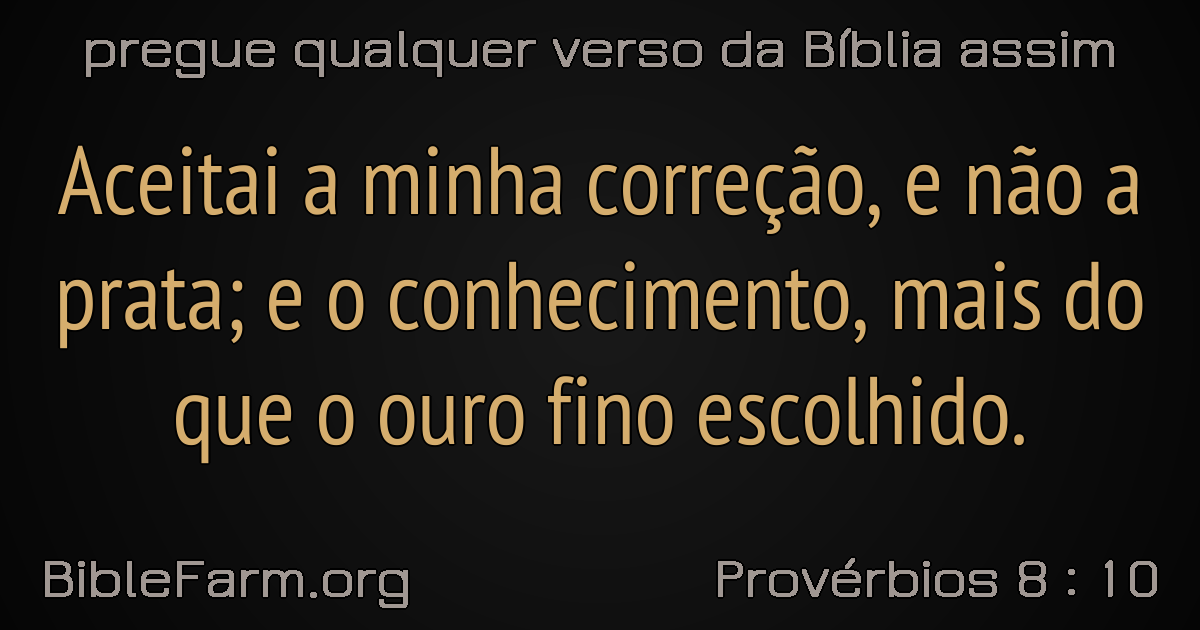 pregue qualquer verso da Bíblia assim
Aceitai a minha correção, e não a
prata; e o conhecimento, mais do
que o ouro fino escolhido.
BibleFarm.org
Provérbios 8 : 10